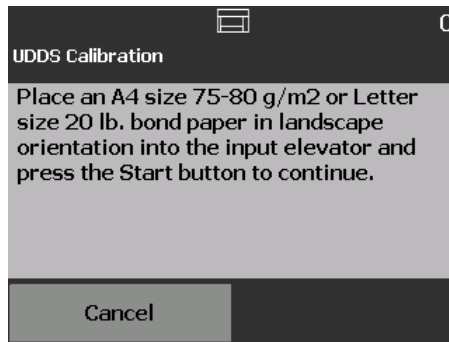 UDDS Calibration
Place an A4 size 75-80 g/m2 or Letter
size 20 lb. bond paper in landscape
orientation into the input elevator and
press the Start button to continue.
Cancel